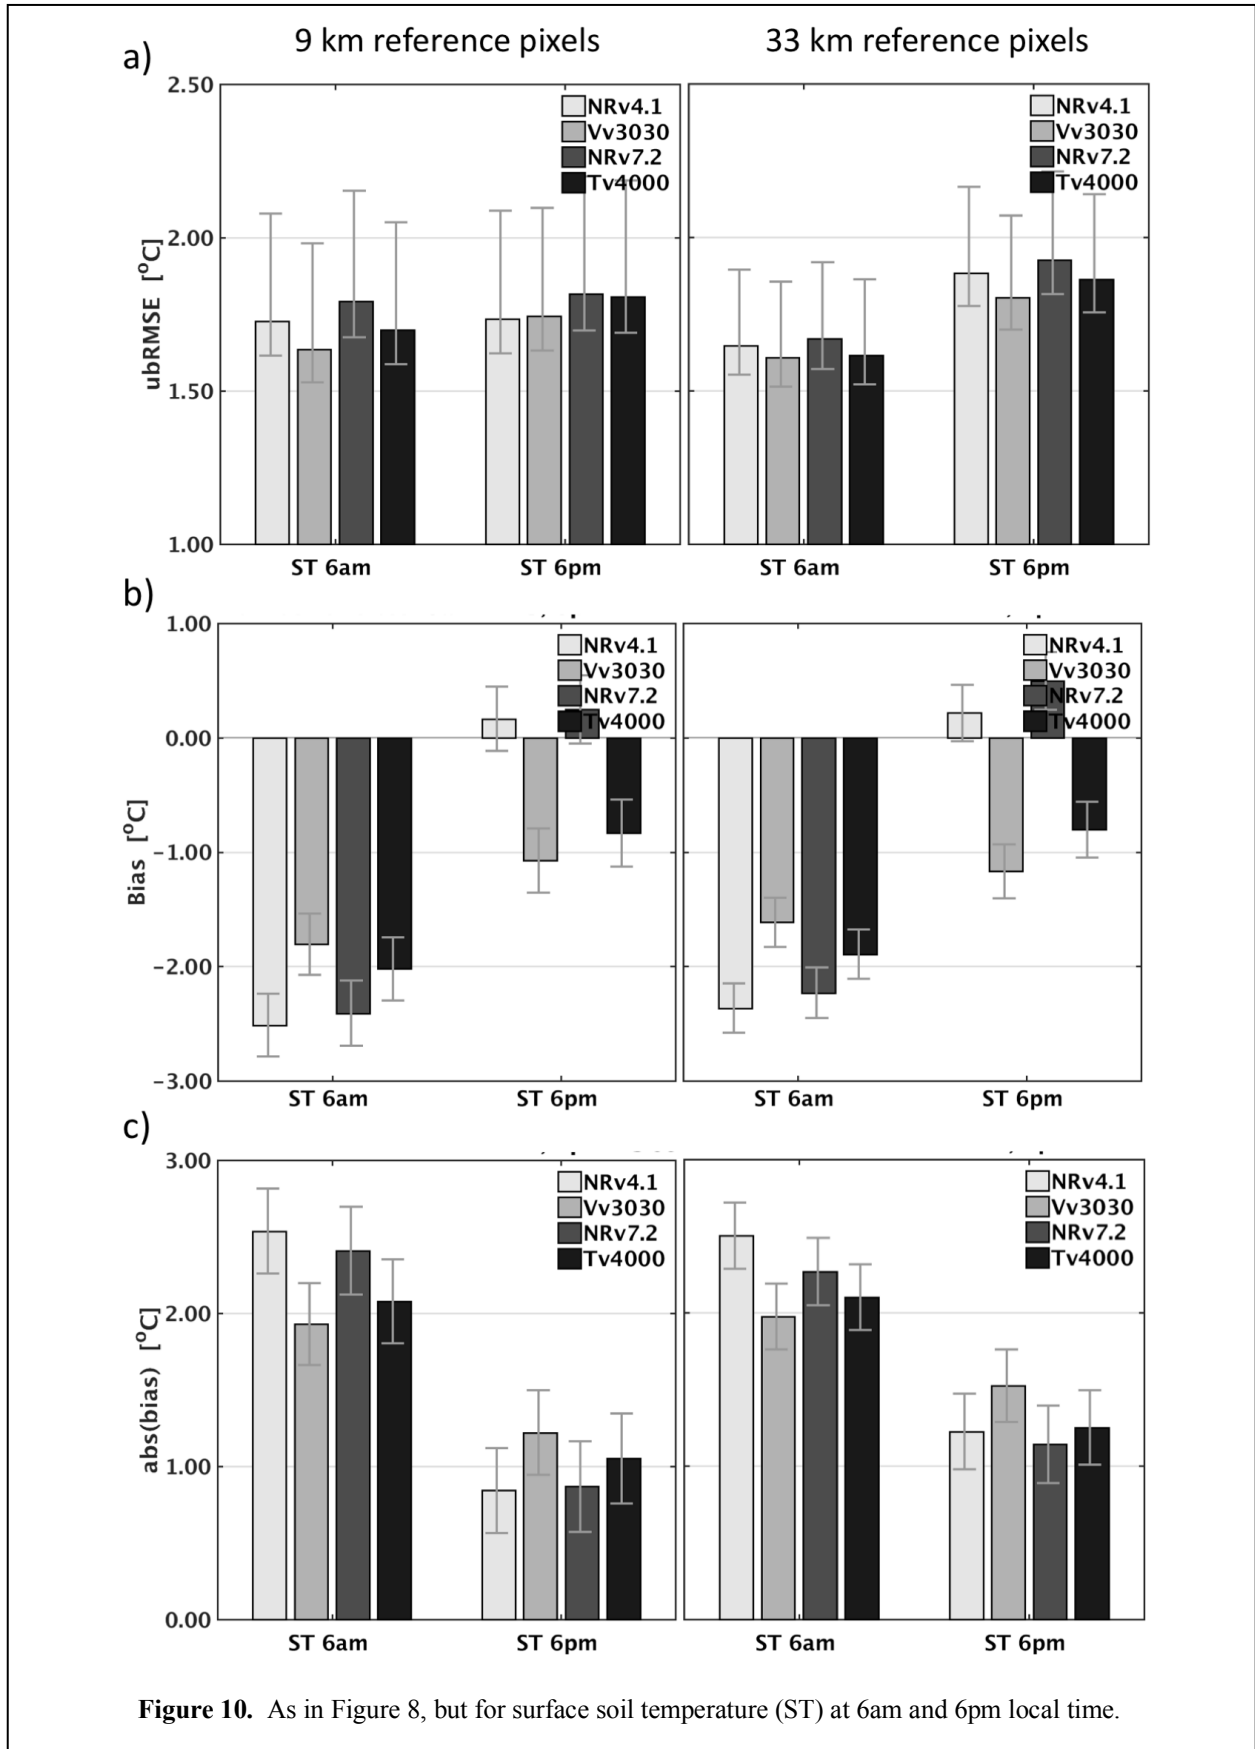 9 km reference pixels 33 km reference pixels
a)
2.50
2.00
1.50
1.00
ubRMSE [°C]
NRv4.1
Vv3030
NRv7.2
Tv4000
NRv4.1
Vv3030
NRv7.2
Tv4000
ST 6am ST 6pm ST 6am ST 6pm
b)
1.00
0.00
−1.00
−2.00
−3.00
Bias [°C]
NRv4.1
Vv3030
NRv7.2
Tv4000
NRv4.1
Vv3030
NRv7.2
Tv4000
ST 6am ST 6pm ST 6am ST 6pm
c)
3.00
2.00
1.00
0.00
abs(bias) [°C]
NRv4.1
Vv3030
NRv7.2
Tv4000
NRv4.1
Vv3030
NRv7.2
Tv4000
ST 6am ST 6pm ST 6am ST 6pm
Figure 10. As in Figure 8, but for surface soil temperature (ST) at 6am and 6pm local time.